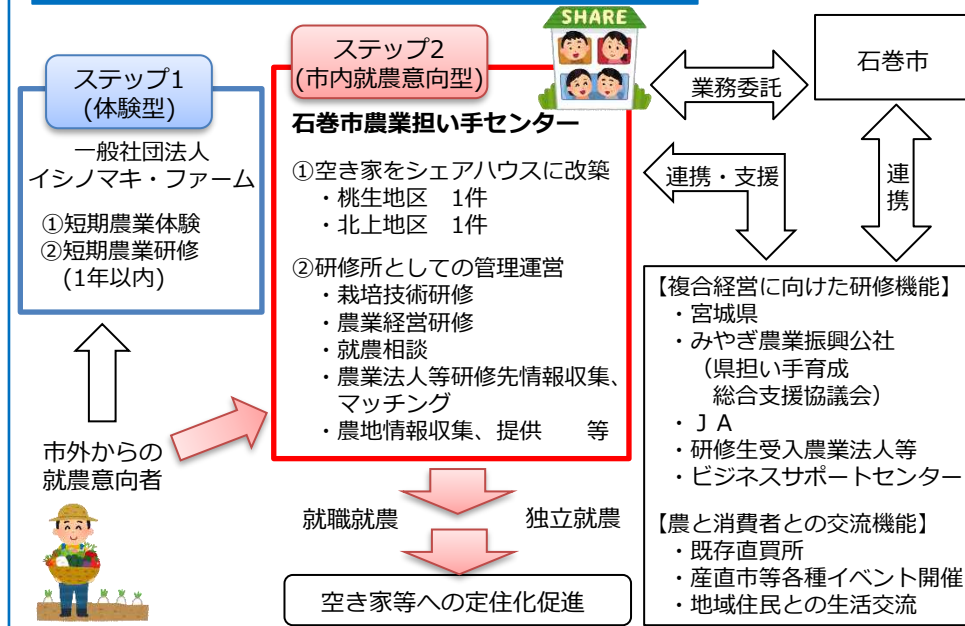 ステップ1
(体験型)
一般社団法人
イシノマキ・ファーム
①短期農業体験
②短期農業研修
(1年以内)
市外からの
就農意向者
ステップ2
(市内就農意向型)
SHARE
石巻市農業担い手センター
①空き家をシェアハウスに改築
・桃生地区 1件
・北上地区 1件
②研修所としての管理運営
・栽培技術研修
・農業経営研修
・就農相談
・農業法人等研修先情報収集、
マッチング
・農地情報収集、提供 等
就職就農
独立就農
空き家等への定住化促進
業務委託
石巻市
連携・支援
連携
【複合経営に向けた研修機能】
・宮城県
・みやぎ農業振興公社
(県担い手育成
総合支援協議会)
・ＪＡ
・研修生受入農業法人等
・ビジネスサポートセンター
【農と消費者との交流機能】
・既存直買所
・産直市等各種イベント開催
・地域住民との生活交流